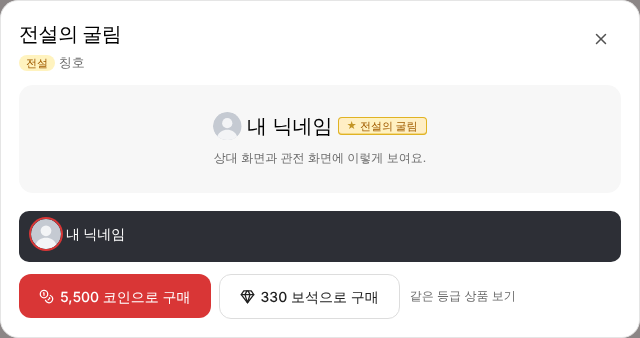 전설의 굴림
전설 칭호
내 닉네임 ★ 전설의 굴림
상대 화면과 관전 화면에 이렇게 보여요.
내 닉네임
5,500 코인으로 구매 330 보석으로 구매 같은 등급 상품 보기